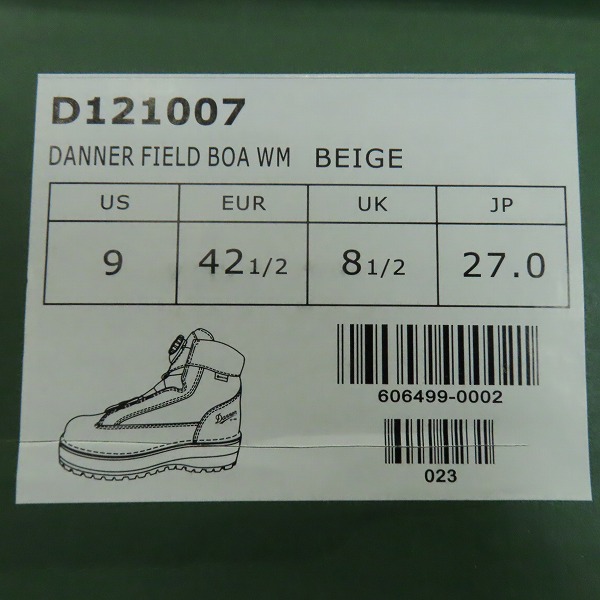 D121007
DANNER FIELD BOA WM BEIGE
US EUR UK JP
9 42 1/2 8 1/2 27.0
Danner
606499-0002
023